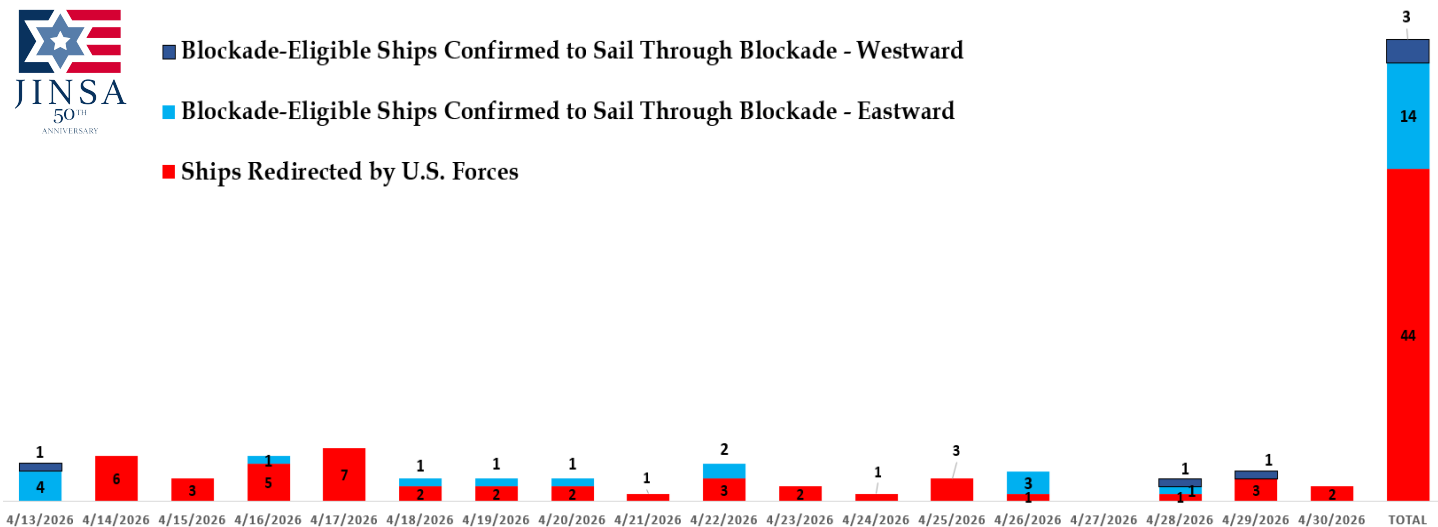 JINSA
50TH
ANNIVERSARY
Blockade-Eligible Ships Confirmed to Sail Through Blockade - Westward
Blockade-Eligible Ships Confirmed to Sail Through Blockade - Eastward
Ships Redirected by U.S. Forces
3
14
44
1 1 1 1 2 3 1 1
4 6 3 1 5 7 2 2 2 1 3 2 1 3 1 1 1 3 2
4/13/2026 4/14/2026 4/15/2026 4/16/2026 4/17/2026 4/18/2026 4/19/2026 4/20/2026 4/21/2026 4/22/2026 4/23/2026 4/24/2026 4/25/2026 4/26/2026 4/27/2026 4/28/2026 4/29/2026 4/30/2026 TOTAL